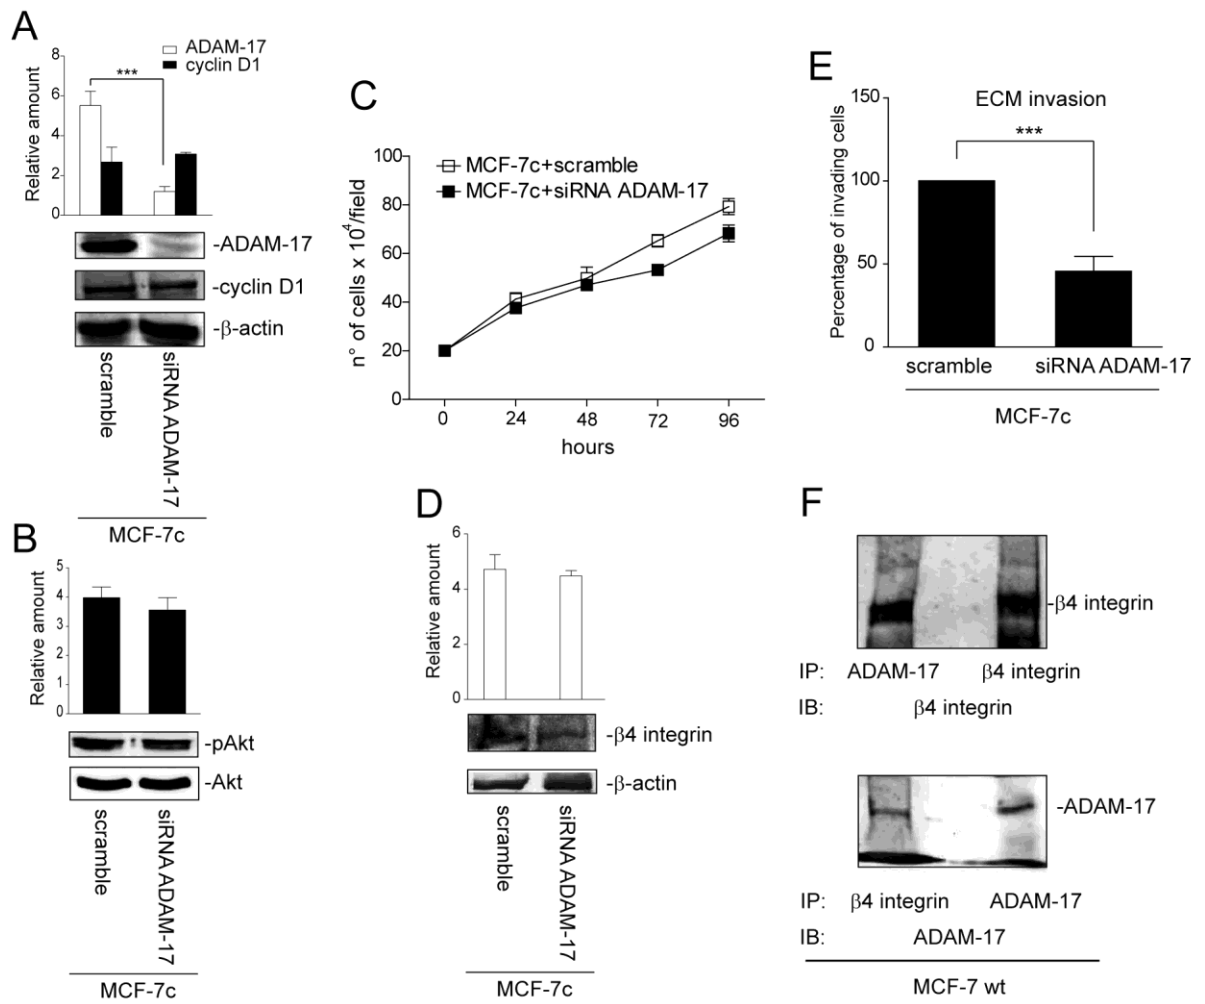 A
ADAM-17
cyclin D1
***
8
6
4
2
0
Relative amount
-ADAM-17
-cyclin D1
-β-actin
scramble
siRNA ADAM-17
MCF-7c
B
5
4
3
2
1
0
Relative amount
-pAkt
-Akt
scramble
siRNA ADAM-17
MCF-7c
C
MCF-7c+scramble
MCF-7c+siRNA ADAM-17
100
80
60
40
20
0
n° of cells x 10⁴/field
0 24 48 72 96
hours
D
6
4
2
0
Relative amount
-β4 integrin
-β-actin
scramble
siRNA ADAM-17
MCF-7c
E
ECM invasion
***
150
100
50
0
Percentage of invading cells
scramble siRNA ADAM-17
MCF-7c
F
-β4 integrin
IP: ADAM-17 β4 integrin
IB: β4 integrin
-ADAM-17
IP: β4 integrin ADAM-17
IB: ADAM-17
MCF-7 wt